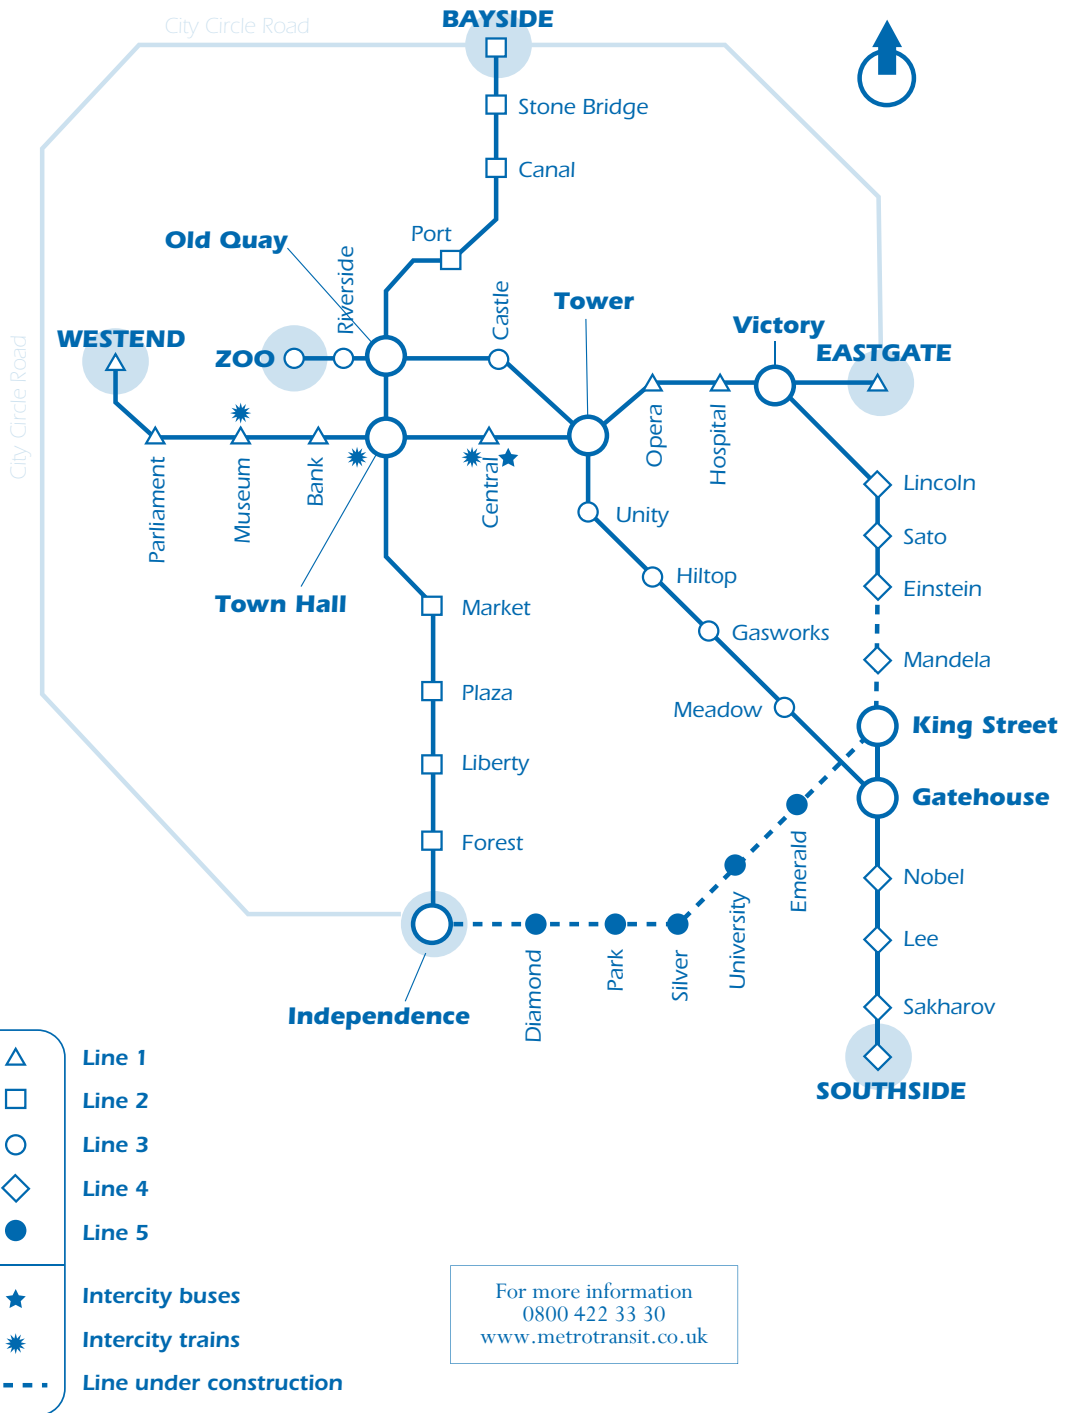 City Circle Road
BAYSIDE
Stone Bridge
Canal
Port
Old Quay
Riverside
Castle
Tower
Victory
WESTEND
ZOO
EASTGATE
City Circle Road
Parliament
Museum
Bank
Central
Opera
Hospital
Lincoln
Unity
Sato
Hiltop
Einstein
Town Hall
Market
Gasworks
Mandela
Plaza
Meadow
King Street
Liberty
Gatehouse
Forest
Emerald
Nobel
University
Lee
Diamond
Park
Silver
Independence
Sakharov
SOUTHSIDE
Line 1
Line 2
Line 3
Line 4
Line 5
Intercity buses
Intercity trains
Line under construction
For more information
0800 422 33 30
www.metrotransit.co.uk